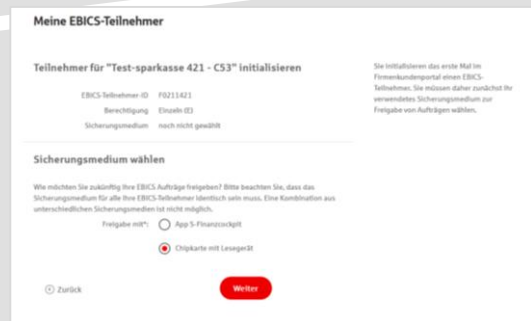 Meine EBICS-Teilnehmer
Teilnehmer für "Test-sparkasse 421 - C53" initialisieren
EBICS-Teilnehmer-ID F0211421
Berechtigung Einzeln (E)
Sicherungsmedium noch nicht gewählt
Sie initialisieren das erste Mal im
Firmenkundenportal einen EBICS-
Teilnehmer. Sie müssen daher zunächst Ihr
verwendetes Sicherungsmedium zur
Freigabe von Aufträgen wählen.
Sicherungsmedium wählen
Wie möchten Sie zukünftig Ihre EBICS Aufträge freigeben? Bitte beachten Sie, dass das
Sicherungsmedium für alle Ihre EBICS-Teilnehmer identisch sein muss. Eine Kombination aus
unterschiedlichen Sicherungsmedien ist nicht möglich.
Freigabe mit*: App S-Finanzcockpit
Chipkarte mit Lesegerät
Zurück
Weiter